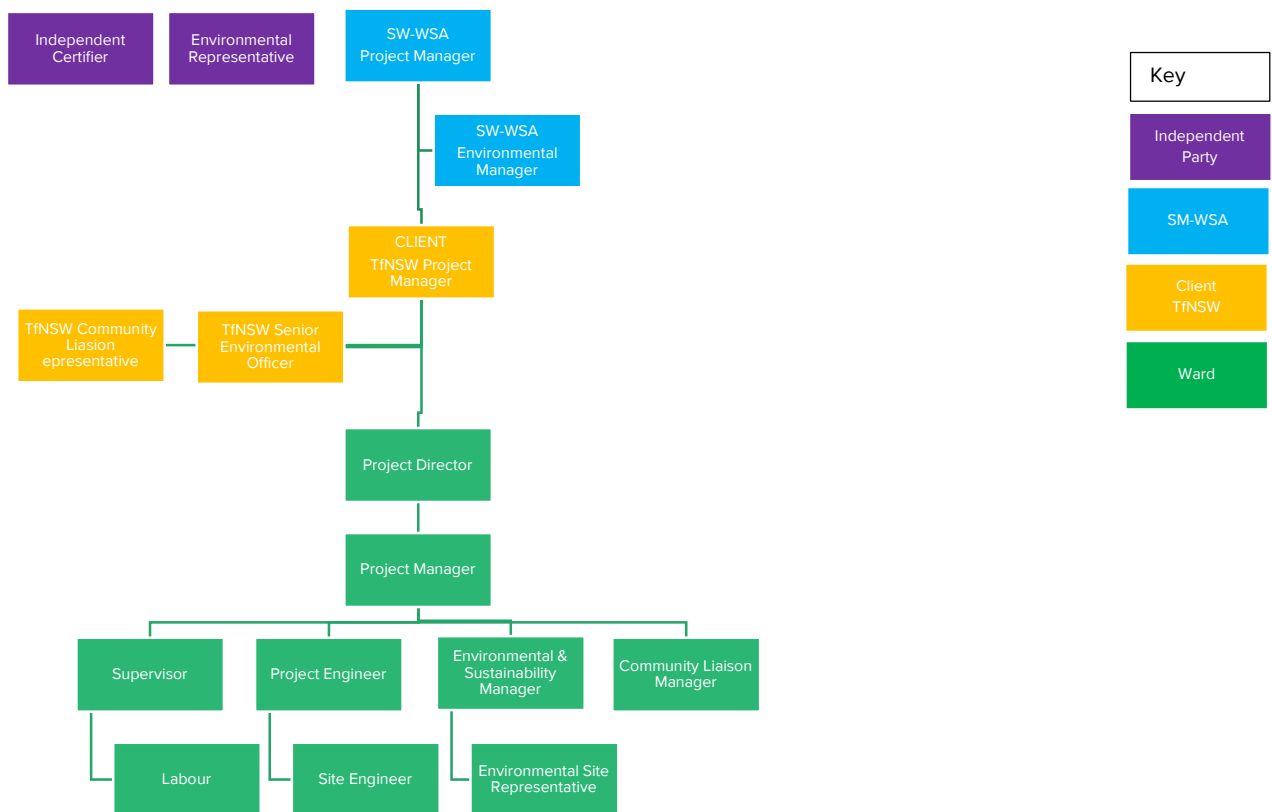 Independent
Certifier
Environmental
Representative
SW-WSA
Project Manager
Key
Independent
Party
SW-WSA
Environmental
Manager
SM-WSA
CLIENT
TfNSW Project
Manager
Client
TfNSW
TfNSW Community
Liasion
epresentative
TfNSW Senior
Environmental
Officer
Ward
Project Director
Project Manager
Supervisor
Project Engineer
Environmental &
Sustainability
Manager
Community Liaison
Manager
Labour
Site Engineer
Environmental Site
Representative